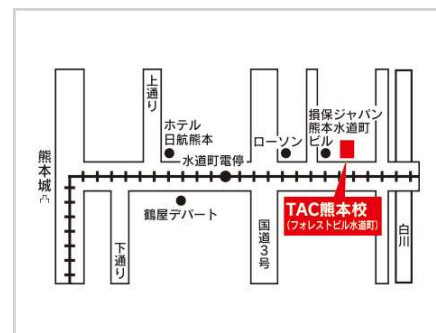 上通り
ホテル
日航熊本
水道町電停
ローソン
損保ジャパン
熊本水道町
ビル
熊本城
鶴屋デパート
TAC熊本校
(フォレストビル水道町)
下通り
国道3号
白川